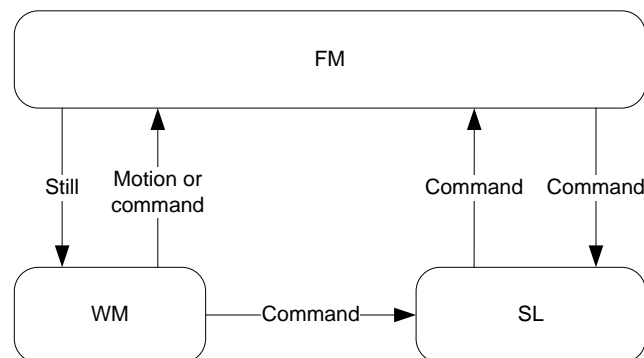 FM
Still
Motion or
command
Command
Command
WM
Command
SL